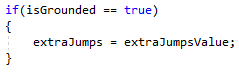 if(isGrounded == true)
{
    extraJumps = extraJumpsValue;
}